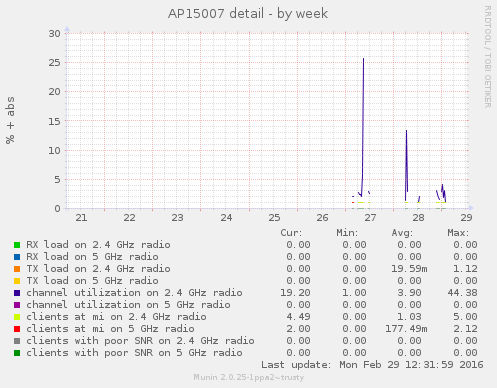 AP15007 detail - by week
RRDTOOL / TOBI OETIKER
% + abs
30
25
20
15
10
5
0
21 22 23 24 25 26 27 28 29
Cur: Min: Avg: Max:
RX load on 2.4 GHz radio 0.00 0.00 0.00 0.00
RX load on 5 GHz radio 0.00 0.00 0.00 0.00
TX load on 2.4 GHz radio 0.00 0.00 19.59m 1.12
TX load on 5 GHz radio 0.00 0.00 0.00 0.00
channel utilization on 2.4 GHz radio 19.20 1.00 3.90 44.38
channel utilization on 5 GHz radio 0.00 0.00 0.00 0.00
clients at mi on 2.4 GHz radio 4.49 0.00 1.03 5.00
clients at mi on 5 GHz radio 2.00 0.00 177.49m 2.12
clients with poor SNR on 2.4 GHz radio 0.00 0.00 0.00 0.00
clients with poor SNR on 5 GHz radio 0.00 0.00 0.00 0.00
Last update: Mon Feb 29 12:31:59 2016
Munin 2.0.25-1ppa2~trusty